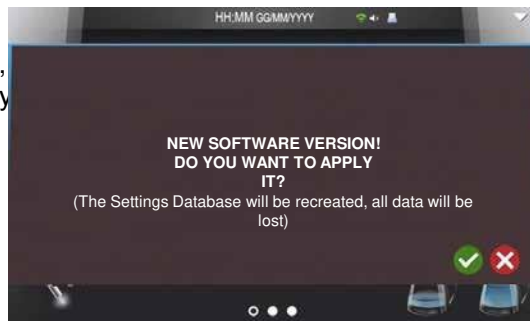 HH:MM GG/MM/YYYY
,
y
NEW SOFTWARE VERSION!
DO YOU WANT TO APPLY
IT?
(The Settings Database will be recreated, all data will be
lost)